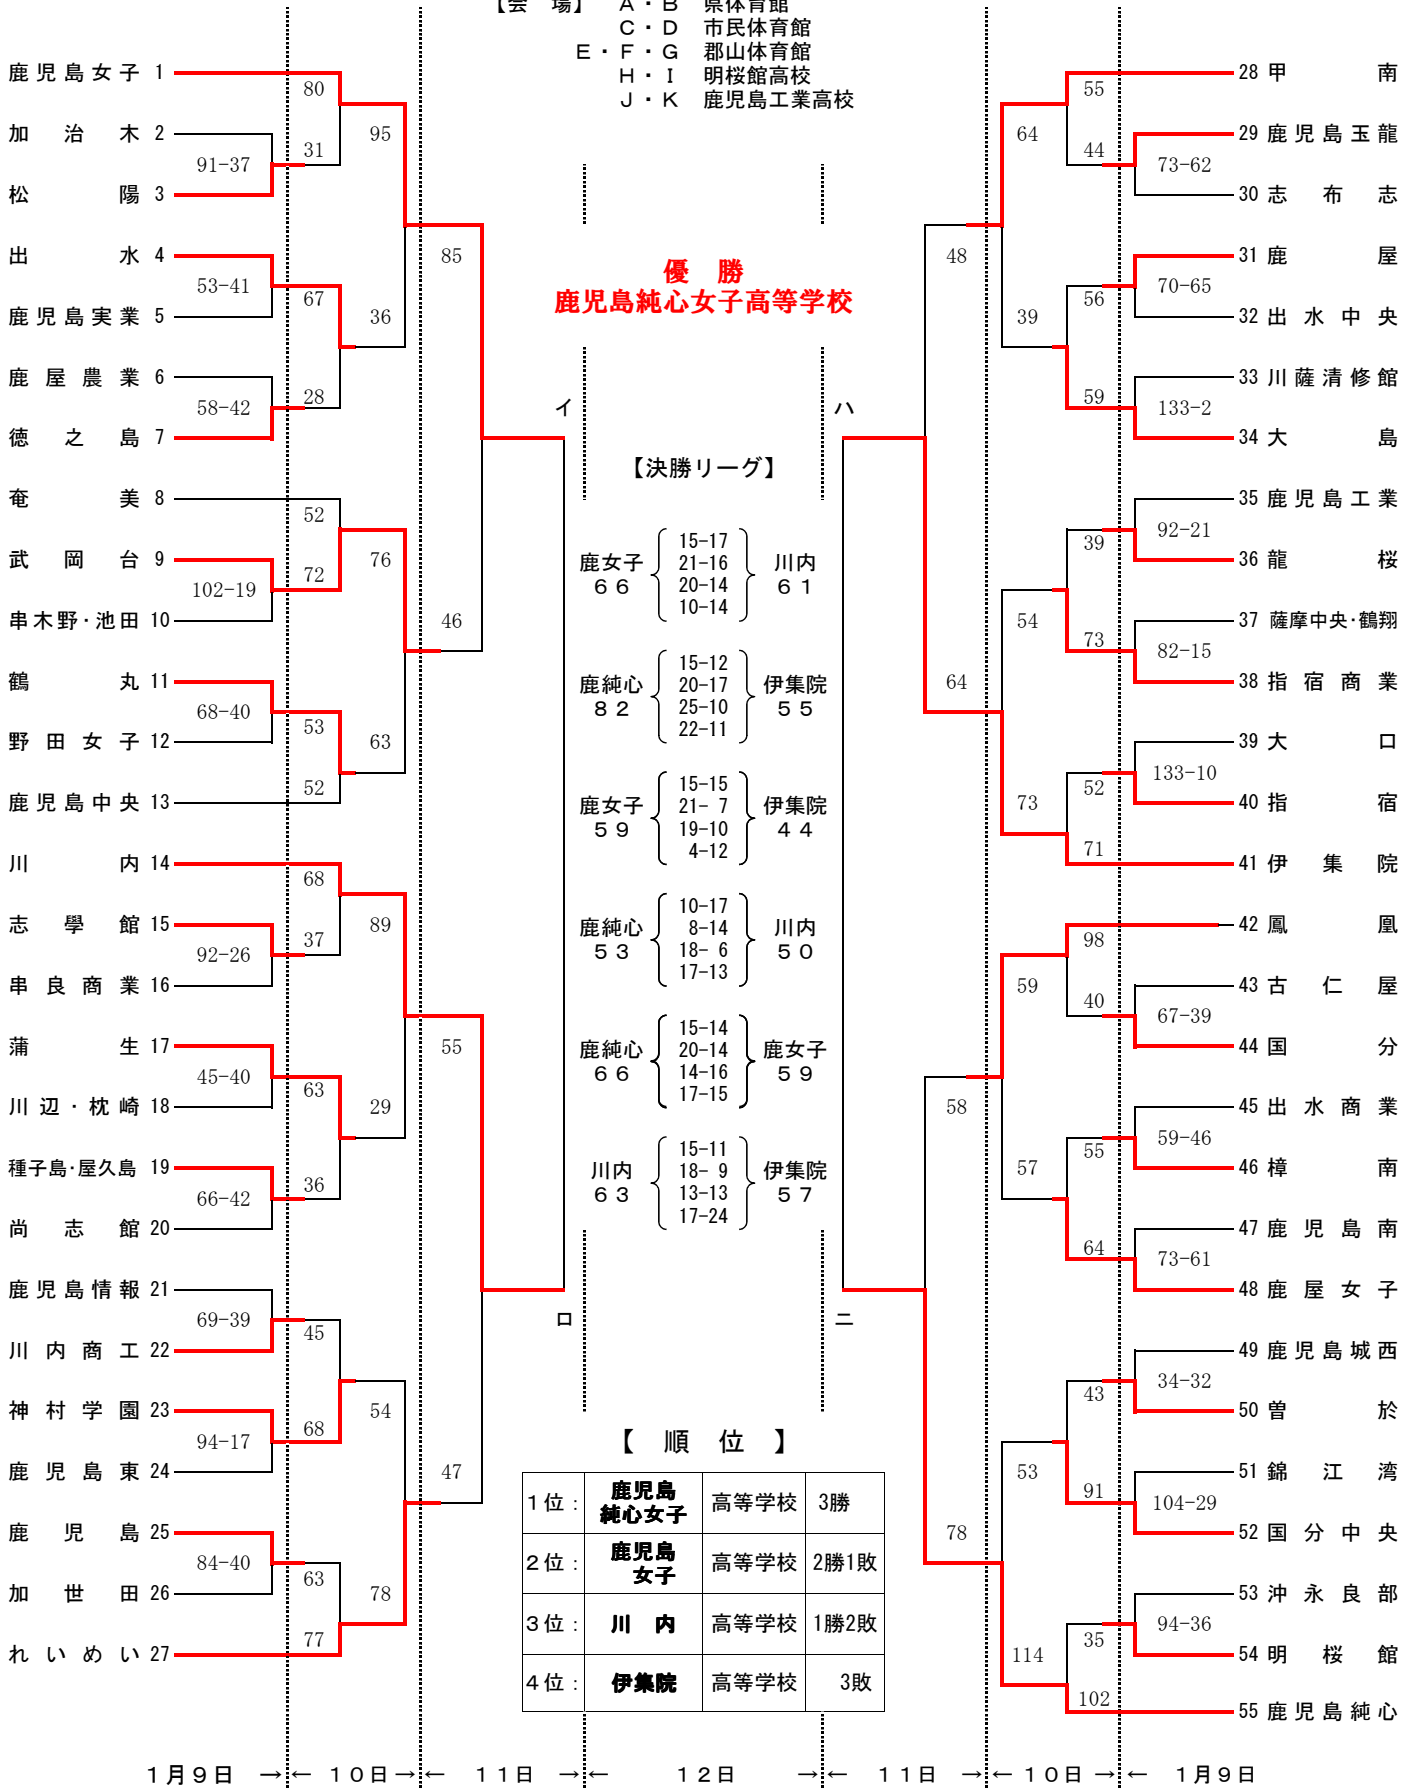 【会　場】　Ａ・Ｂ　県体育館
Ｃ・Ｄ　市民体育館
Ｅ・Ｆ・Ｇ　郡山体育館
Ｈ・Ｉ　明桜館高校
Ｊ・Ｋ　鹿児島工業高校
鹿児島女子 1
加治木 2
松陽 3
出水 4
鹿児島実業 5
鹿屋農業 6
徳之島 7
奄美 8
武岡台 9
串木野・池田 10
鶴丸 11
野田女子 12
鹿児島中央 13
川内 14
志學館 15
串良商業 16
蒲生 17
川辺・枕崎 18
種子島・屋久島 19
尚志館 20
鹿児島情報 21
川内商工 22
神村学園 23
鹿児島東 24
鹿児島 25
加世田 26
れいめい 27
91-37
53-41
58-42
102-19
68-40
92-26
45-40
66-42
69-39
94-17
84-40
80
31
67
28
52
72
53
52
68
37
63
36
45
68
63
77
95
36
76
63
89
29
54
78
85
46
55
47
優　勝
鹿児島純心女子高等学校
イ
ハ
ロ
ニ
【決勝リーグ】
鹿女子 66
15-17
21-16
20-14
10-14
川内 61
鹿純心 82
15-12
20-17
25-10
22-11
伊集院 55
鹿女子 59
15-15
21- 7
19-10
4-12
伊集院 44
鹿純心 53
10-17
8-14
18- 6
17-13
川内 50
鹿純心 66
15-14
20-14
14-16
17-15
鹿女子 59
川内 63
15-11
18- 9
13-13
17-24
伊集院 57
【　順　位　】
1位： 鹿児島純心女子 高等学校 3勝
2位： 鹿児島女子 高等学校 2勝1敗
3位： 川内 高等学校 1勝2敗
4位： 伊集院 高等学校 3敗
48
64
58
78
64
39
54
73
59
57
53
114
55
44
56
59
39
73
52
71
98
40
55
64
43
91
35
102
73-62
70-65
133-2
92-21
82-15
133-10
67-39
59-46
73-61
34-32
104-29
94-36
28 甲南
29 鹿児島玉龍
30 志布志
31 鹿屋
32 出水中央
33 川薩清修館
34 大島
35 鹿児島工業
36 龍桜
37 薩摩中央・鶴翔
38 指宿商業
39 大口
40 指宿
41 伊集院
42 鳳凰
43 古仁屋
44 国分
45 出水商業
46 樟南
47 鹿児島南
48 鹿屋女子
49 鹿児島城西
50 曽於
51 錦江湾
52 国分中央
53 沖永良部
54 明桜館
55 鹿児島純心
1月9日　→← 10日 →←　11日　→←　12日　→←　11日　→← 10日 →←　1月9日